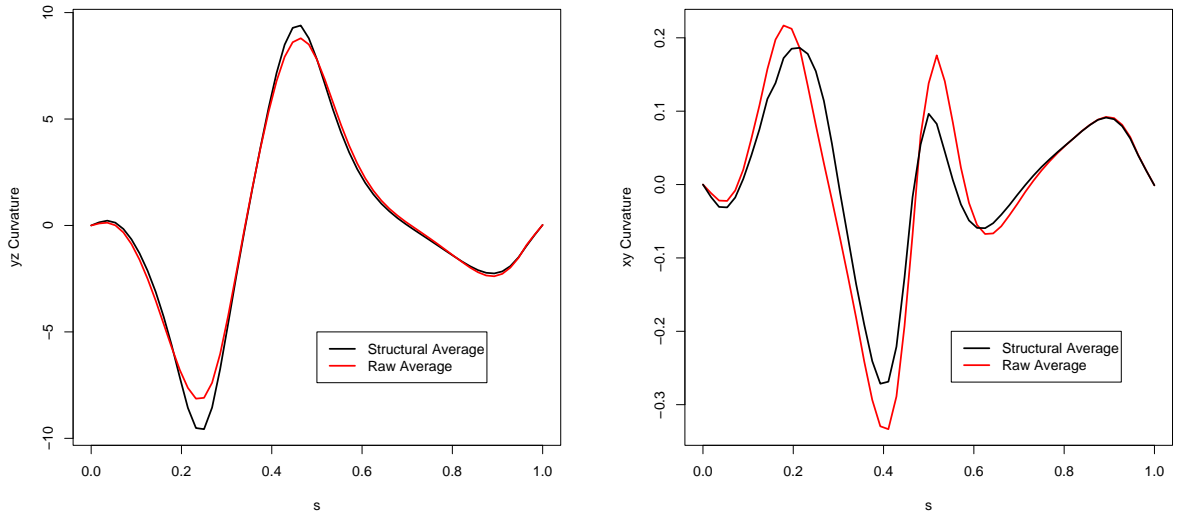 10
5
0
−5
−10
yz Curvature
0.0 0.2 0.4 0.6 0.8 1.0
s
Structural Average
Raw Average
0.2
0.1
0.0
−0.1
−0.2
−0.3
xy Curvature
0.0 0.2 0.4 0.6 0.8 1.0
s
Structural Average
Raw Average